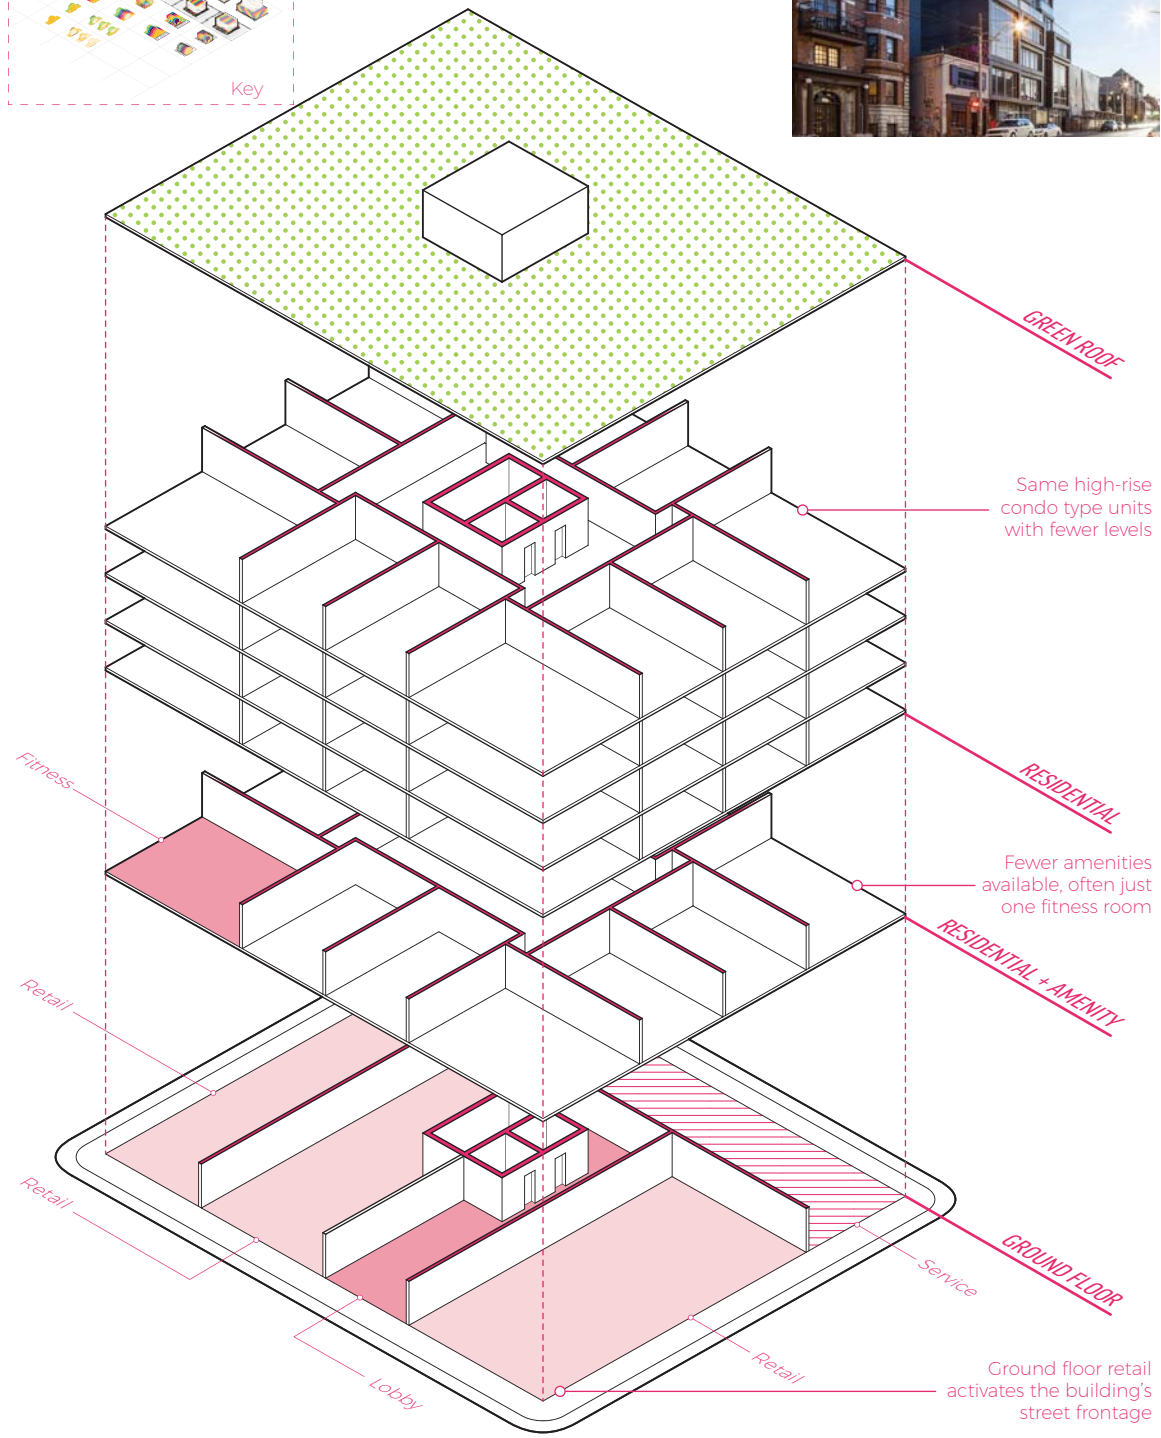 Key
GREEN ROOF
Same high-rise
condo type units
with fewer levels
RESIDENTIAL
Fitness
Fewer amenities
available, often just
one fitness room
RESIDENTIAL + AMENITY
Retail
Retail
GROUND FLOOR
Service
Retail
Lobby
Ground floor retail
activates the building's
street frontage